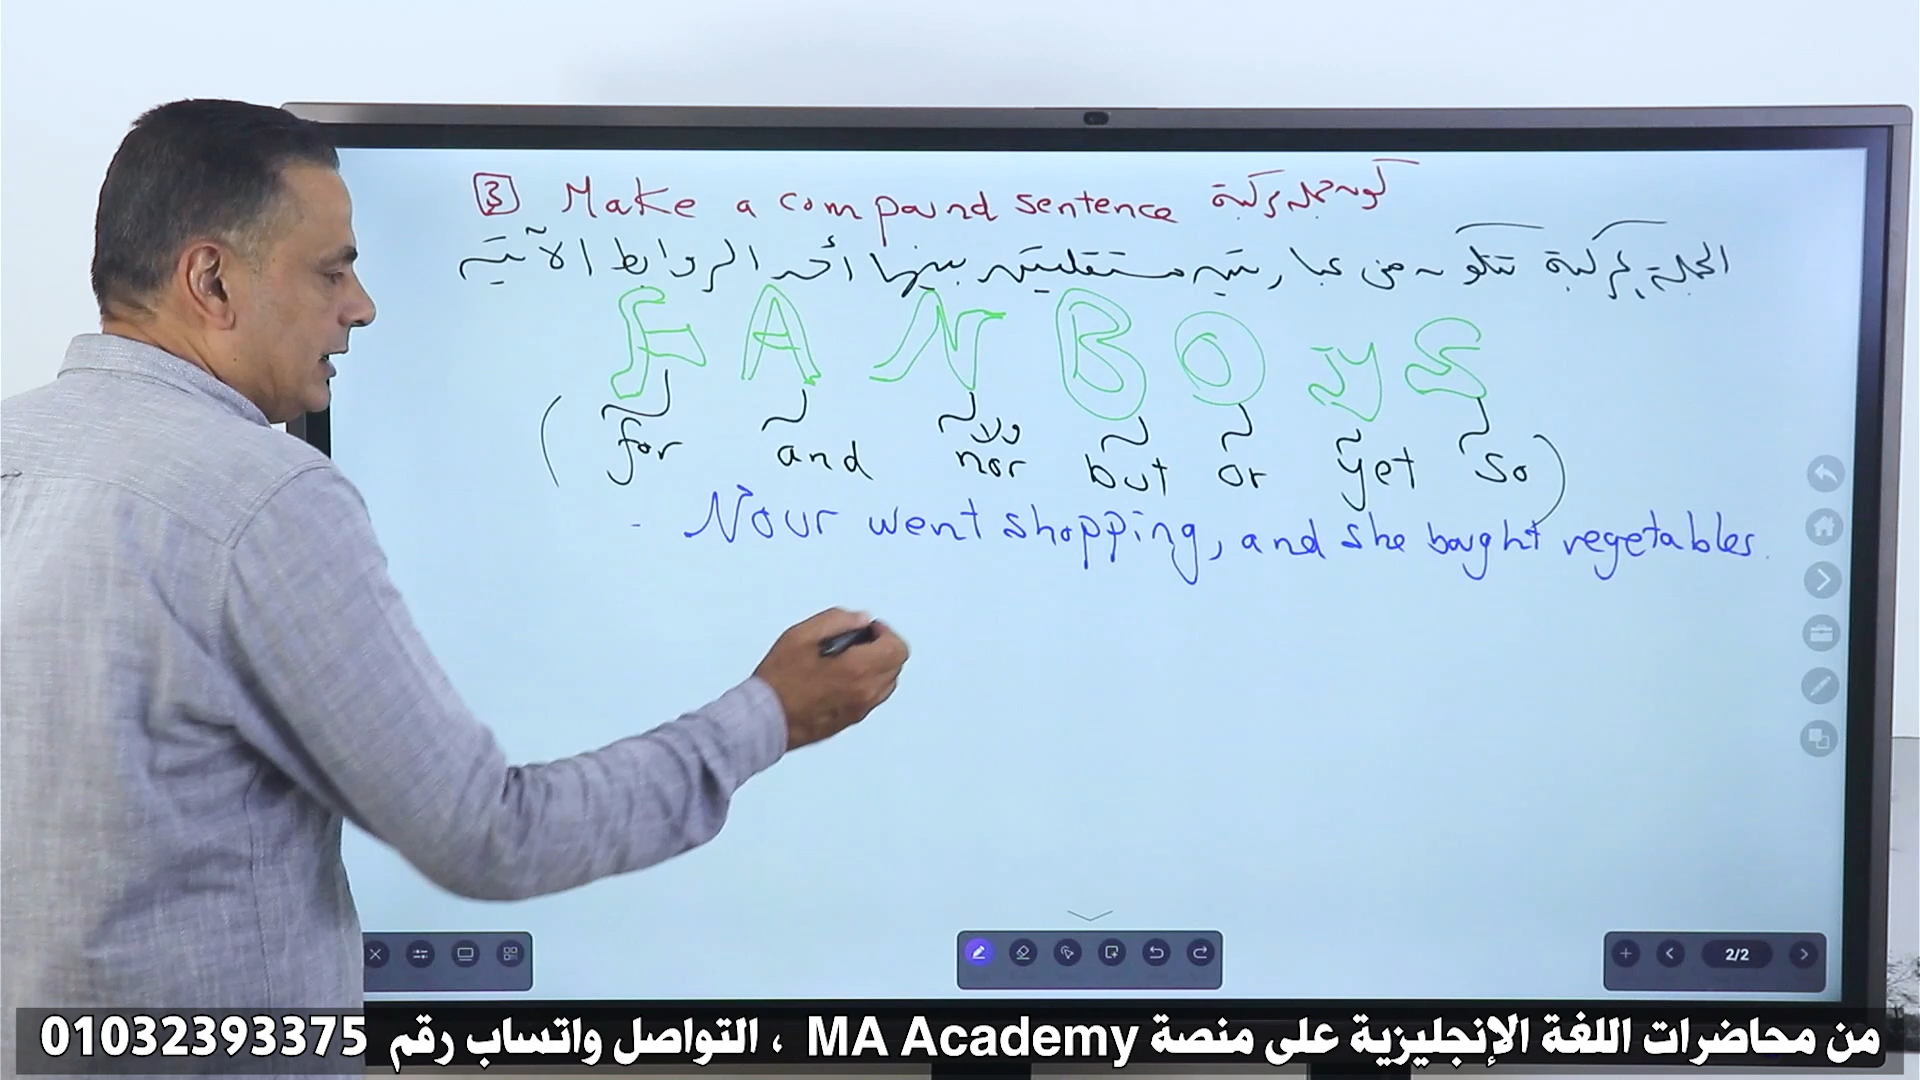 3 Make a compound sentence كون جملة مركبة
الجملة المركبة تتكون من عبارتين مستقلتين بينهما أحد الروابط الآتية
F A N B O Y S
ولا
(for and nor but or yet so)
- Nour went shopping, and she bought vegetables.
2/2
من محاضرات اللغة الإنجليزية على منصة MA Academy ، التواصل واتساب رقم 01032393375